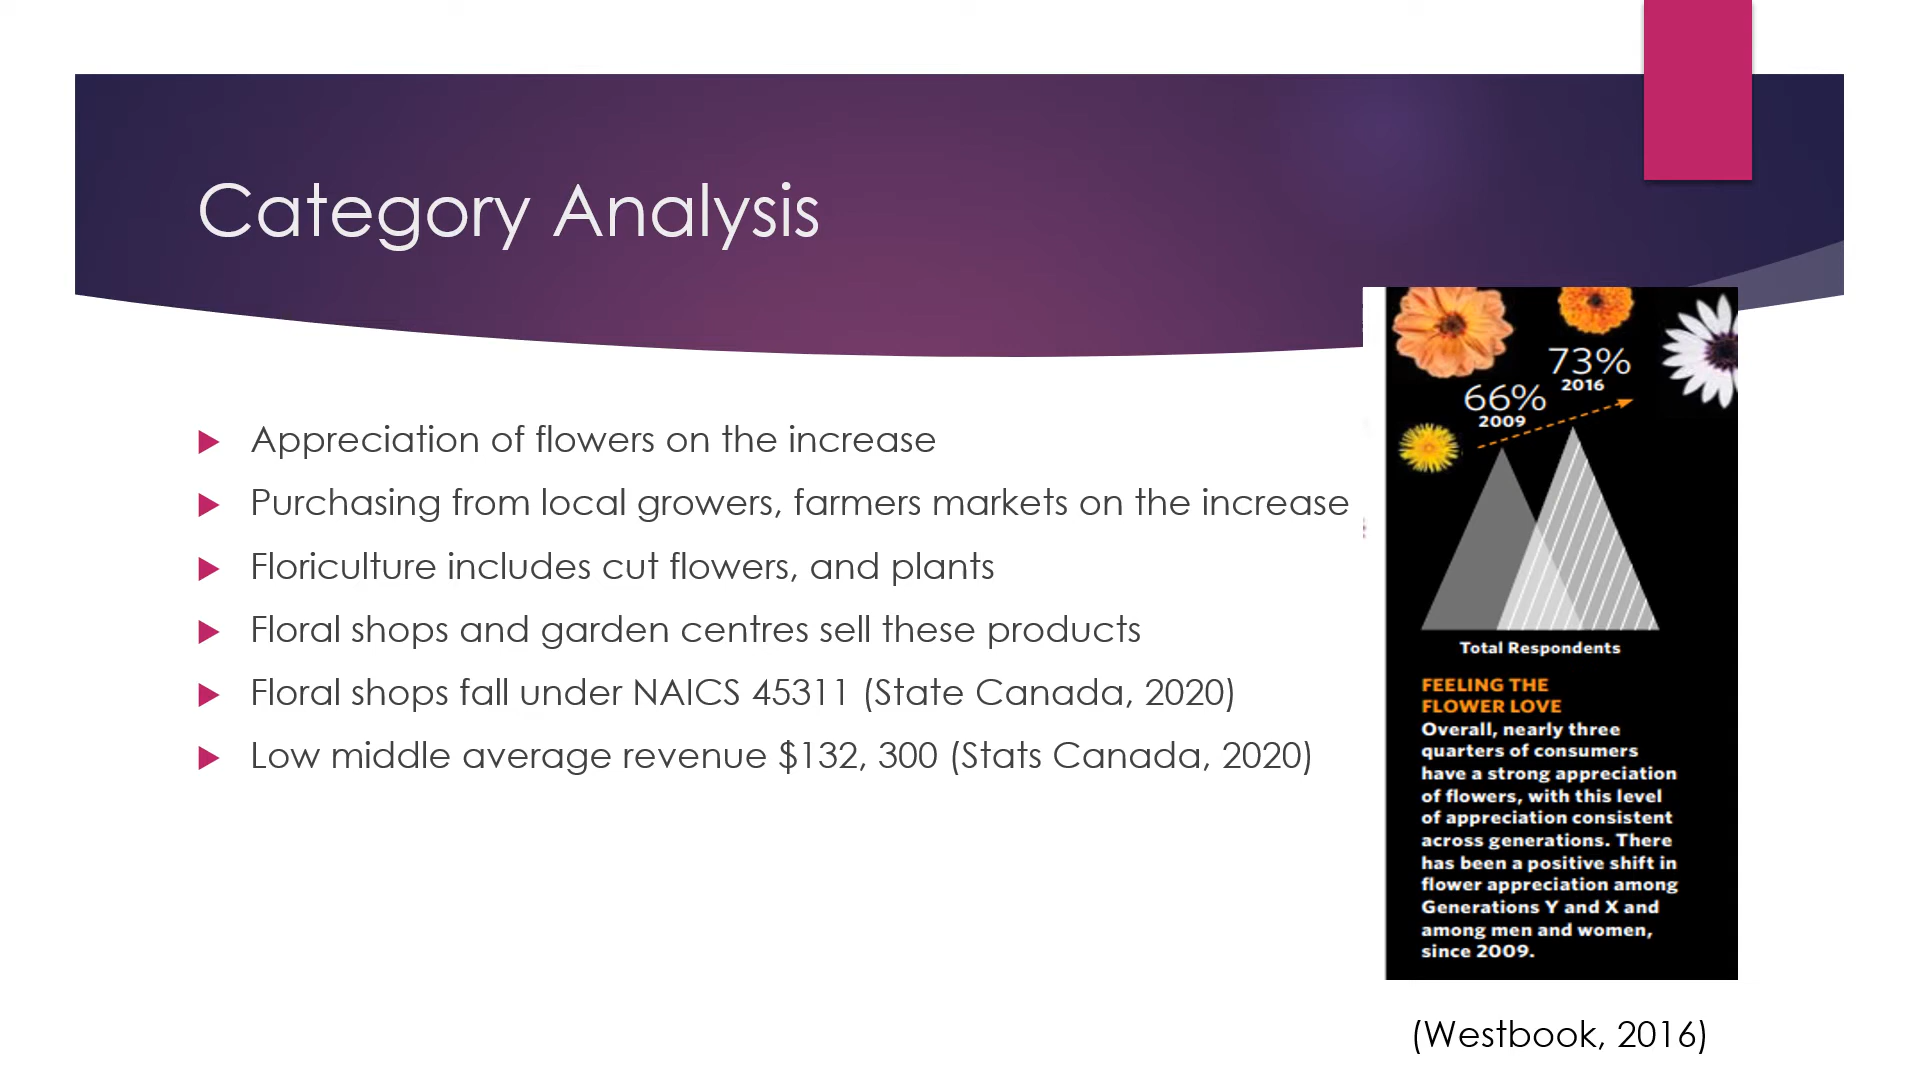 Category Analysis
Appreciation of flowers on the increase
Purchasing from local growers, farmers markets on the increase
Floriculture includes cut flowers, and plants
Floral shops and garden centres sell these products
Floral shops fall under NAICS 45311 (State Canada, 2020)
Low middle average revenue $132, 300 (Stats Canada, 2020)
73%
2016
66%
2009
Total Respondents
FEELING THE
FLOWER LOVE
Overall, nearly three
quarters of consumers
have a strong appreciation
of flowers, with this level
of appreciation consistent
across generations. There
has been a positive shift in
flower appreciation among
Generations Y and X and
among men and women,
since 2009.
(Westbook, 2016)